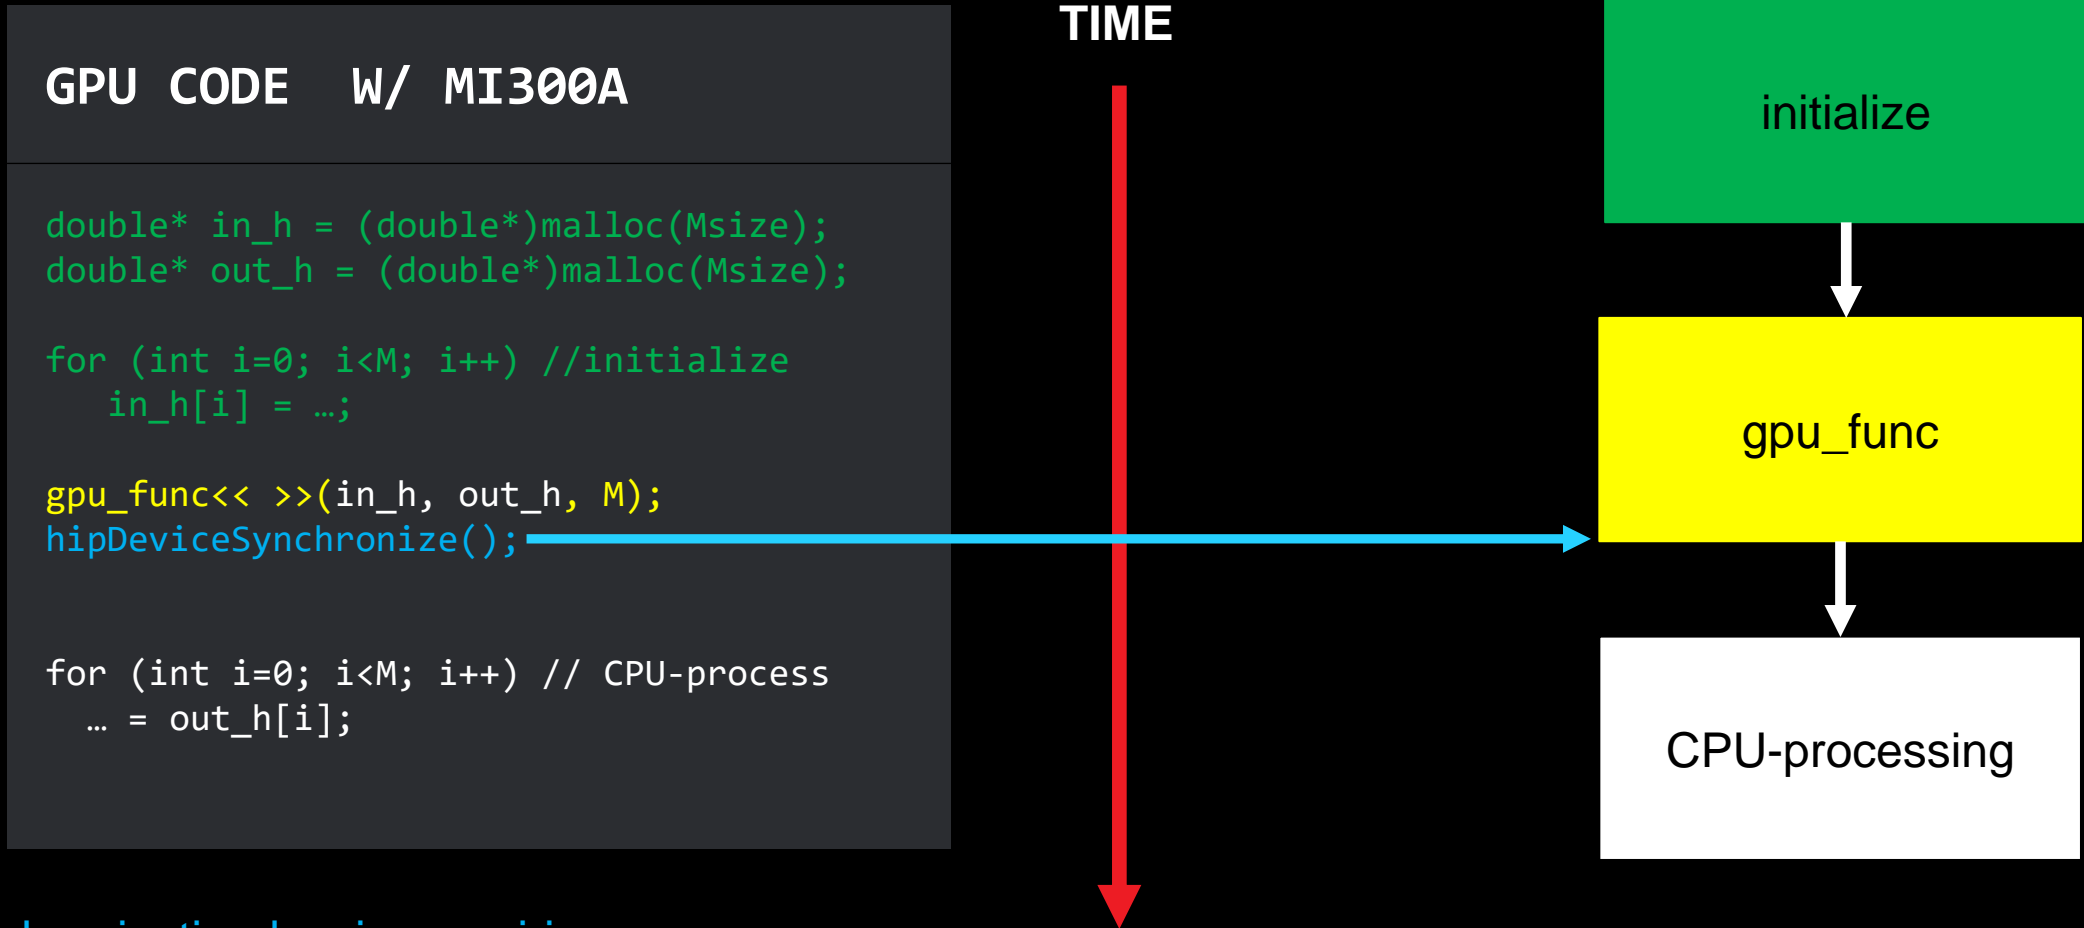 GPU CODE W/ MI300A
double* in_h = (double*)malloc(Msize);
double* out_h = (double*)malloc(Msize);
for (int i=0; i<M; i++) //initialize
in_h[i] = …;
gpu_func<< >>(in_h, out_h, M);
hipDeviceSynchronize();
for (int i=0; i<M; i++) // CPU-process
… = out_h[i];
TIME
initialize
gpu_func
CPU-processing